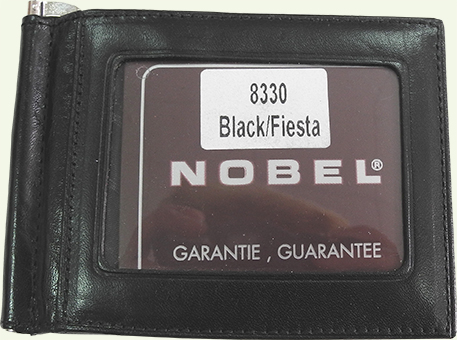 8330
Black/Fiesta
NOBEL®
GARANTIE , GUARANTEE